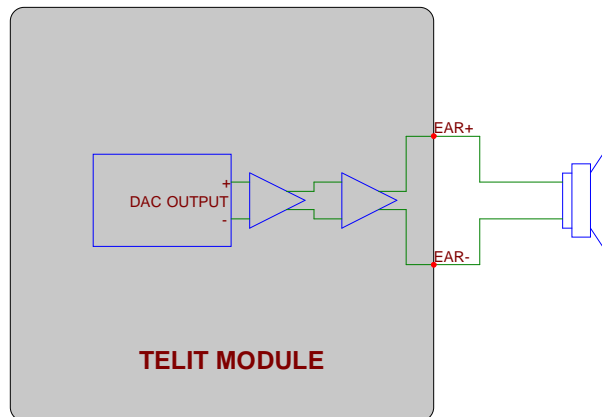 EAR+
+
DAC OUTPUT
-
EAR-
TELIT MODULE